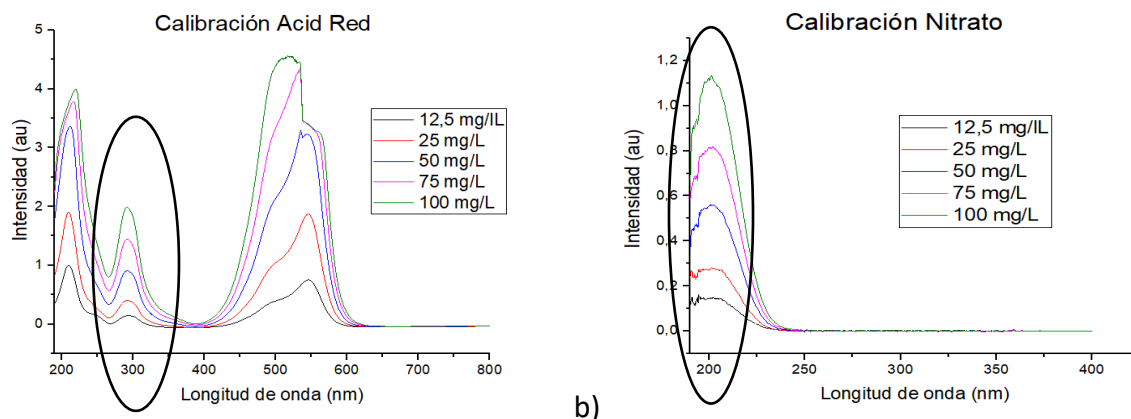 Calibración Acid Red
5
4
3
2
1
0
Intensidad (au)
200 300 400 500 600 700 800
Longitud de onda (nm)
12,5 mg/lL
25 mg/L
50 mg/L
75 mg/L
100 mg/L
b)
Calibración Nitrato
1,2
1,0
0,8
0,6
0,4
0,2
0,0
Intensidad (au)
200 250 300 350 400
Longitud de onda (nm)
12,5 mg/lL
25 mg/L
50 mg/L
75 mg/L
100 mg/L